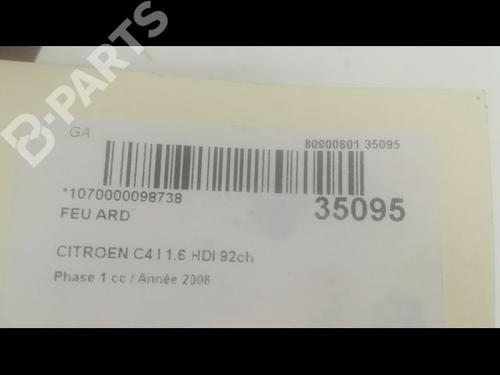 B-PARTS
GA
80900801 35095
*1070000098738
35095
FEU ARD
CITROEN C4 I 1.6 HDI 92ch
Phase 1 cc / Année 2006